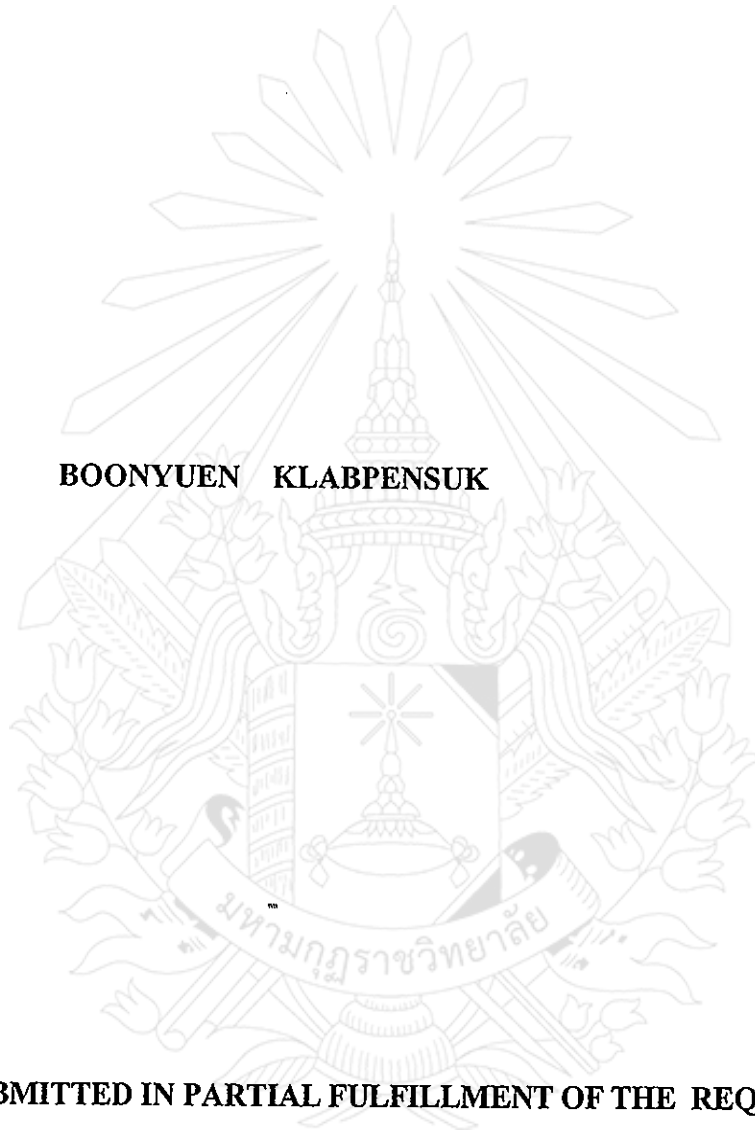 BOONYUEN KLABPENSUK
มหามกุฏราชวิทยาลัย
BMITTED IN PARTIAL FULFILLMENT OF THE REQ